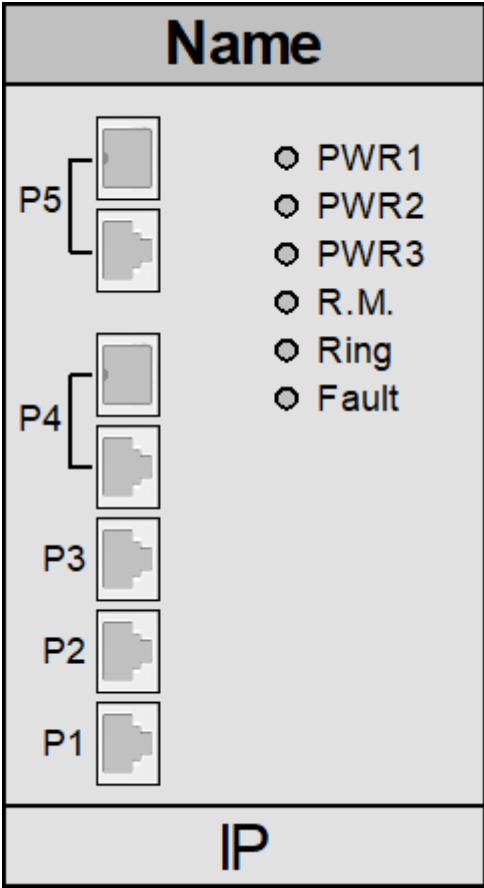 Name
P5
PWR1
PWR2
PWR3
R.M.
Ring
Fault
P4
P3
P2
P1
IP